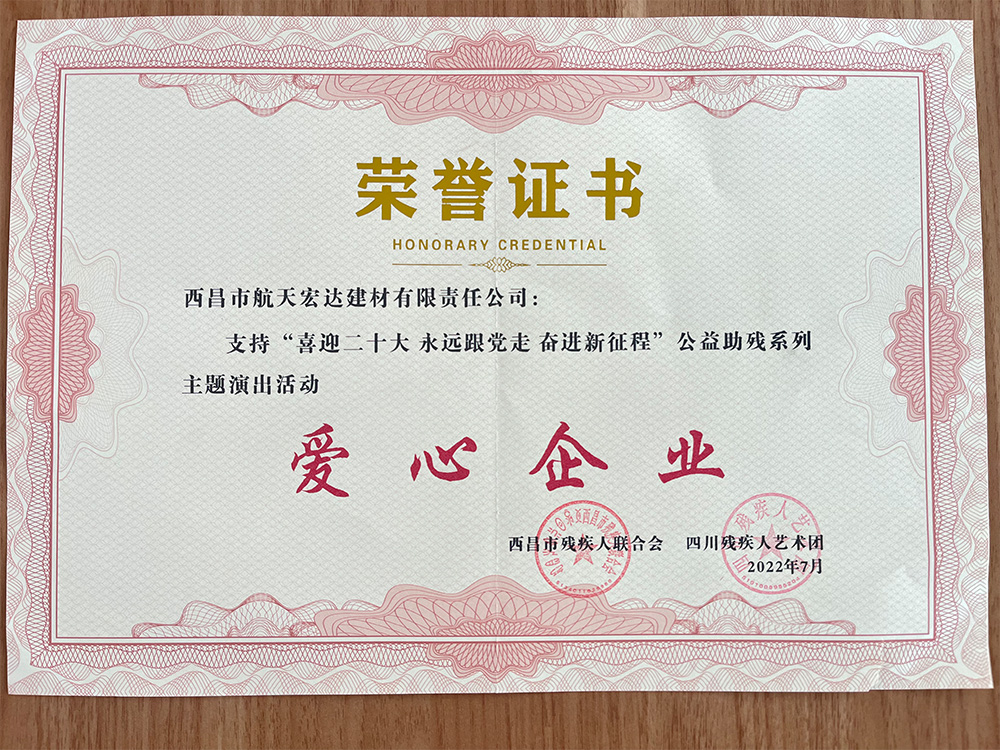 荣誉证书
HONORARY CREDENTIAL
西昌市航天宏达建材有限责任公司：
支持“喜迎二十大 永远跟党走 奋进新征程”公益助残系列
主题演出活动
爱心企业
西昌市残疾人联合会 四川残疾人艺术团
2022年7月